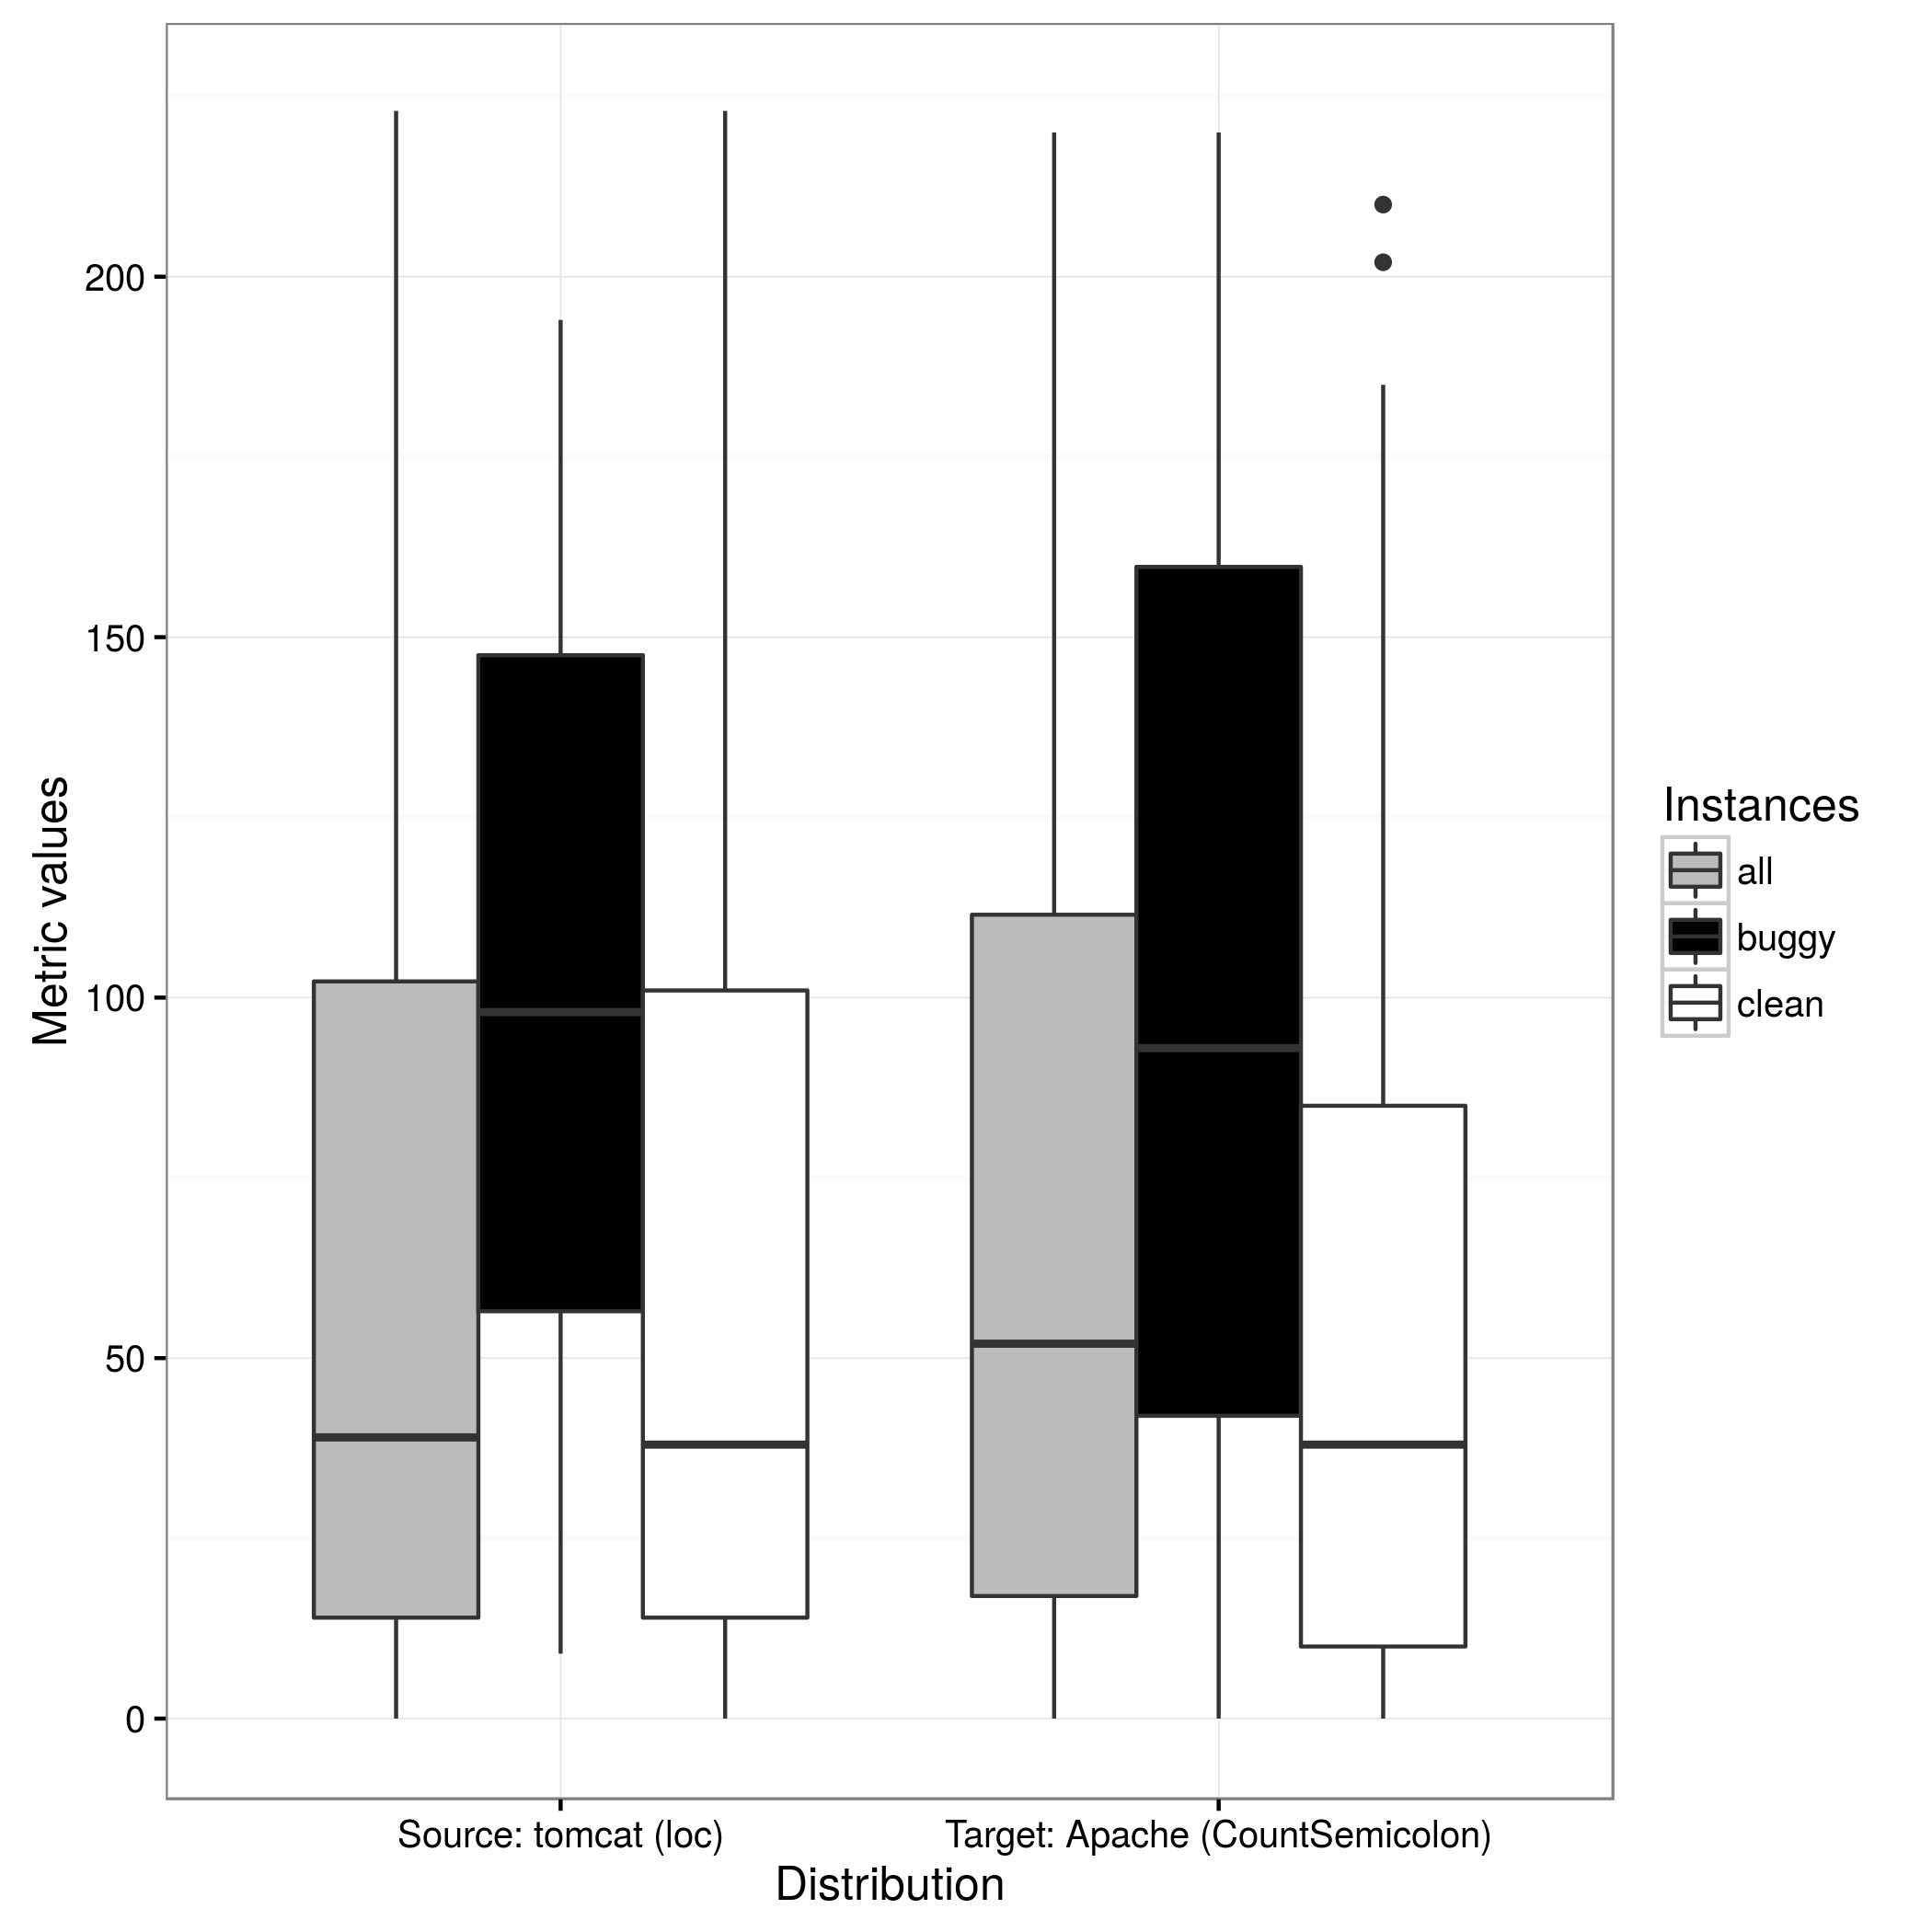 Metric values
200
150
100
50
0
Source: tomcat (loc)
Target: Apache (CountSemicolon)
Distribution
Instances
all
buggy
clean